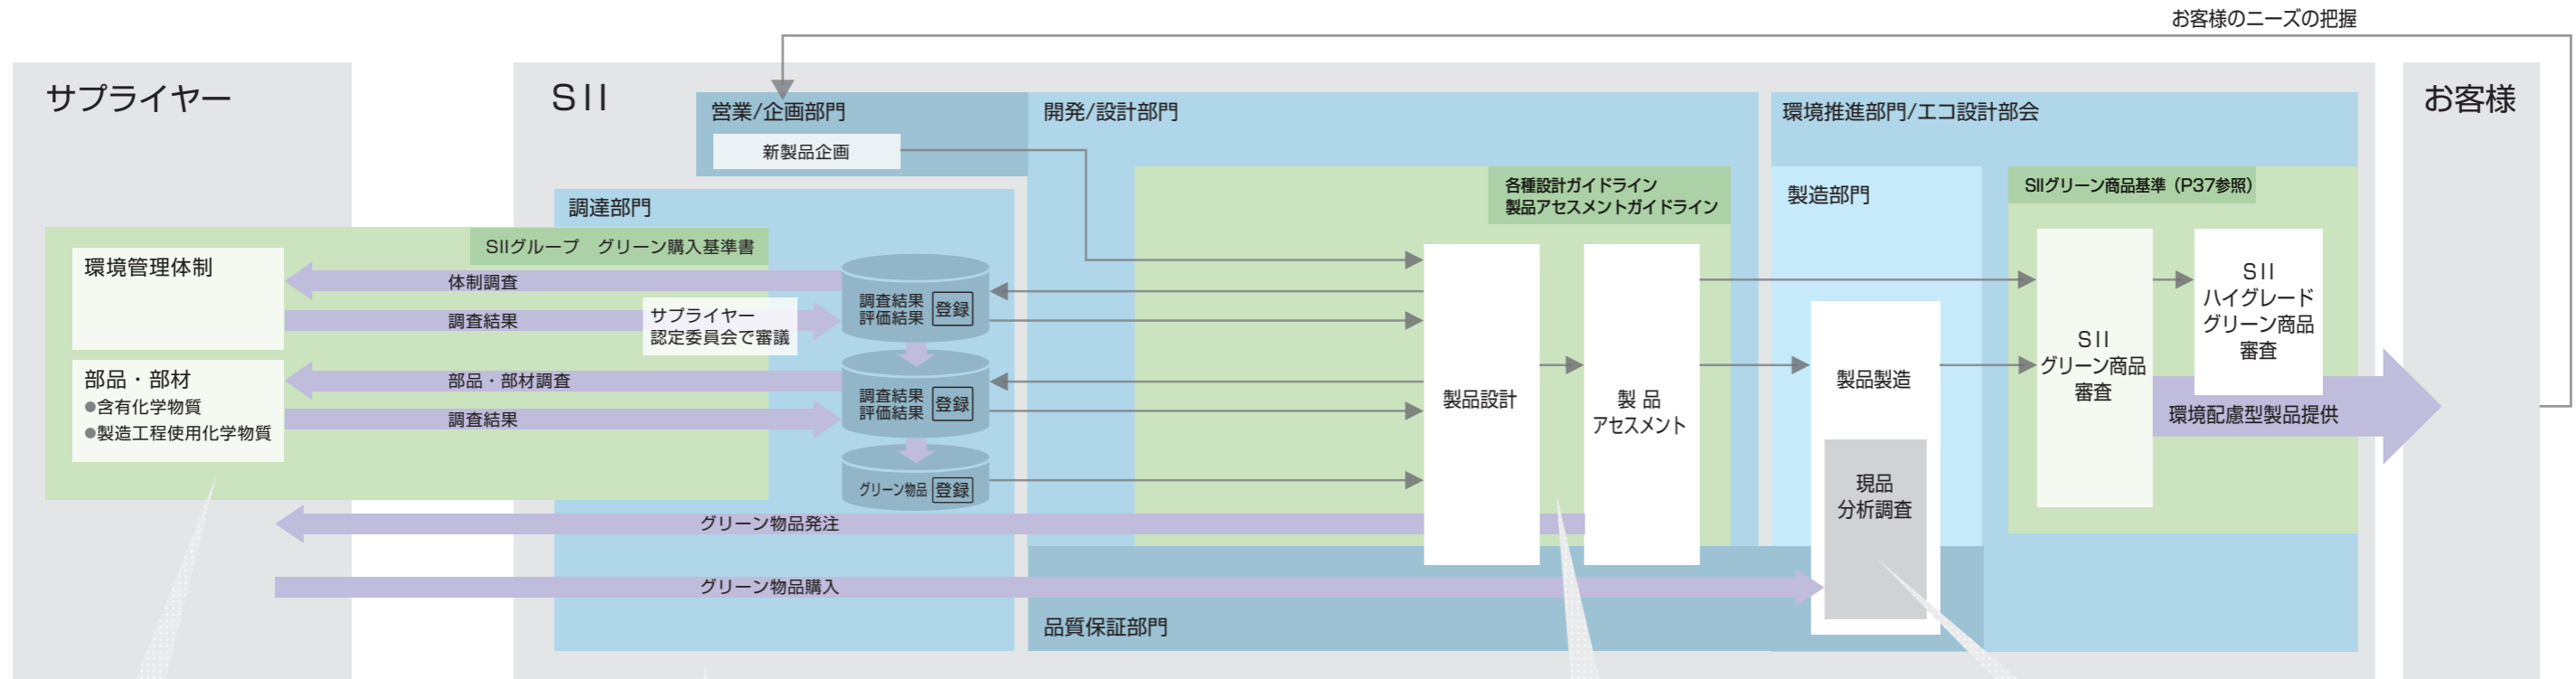 お客様のニーズの把握
サプライヤー
SII
お客様
営業/企画部門
新製品企画
開発/設計部門
環境推進部門/エコ設計部会
各種設計ガイドライン
製品アセスメントガイドライン
SIIグリーン商品基準（P37参照）
製造部門
調達部門
SIIグループ　グリーン購入基準書
環境管理体制
体制調査
調査結果
サプライヤー
認定委員会で審議
調査結果
評価結果
登録
部品・部材
●含有化学物質
●製造工程使用化学物質
部品・部材調査
調査結果
調査結果
評価結果
登録
グリーン物品
登録
製品設計
製 品
アセスメント
製品製造
現品
分析調査
SII
グリーン商品
審査
SII
ハイグレード
グリーン商品
審査
環境配慮型製品提供
グリーン物品発注
グリーン物品購入
品質保証部門